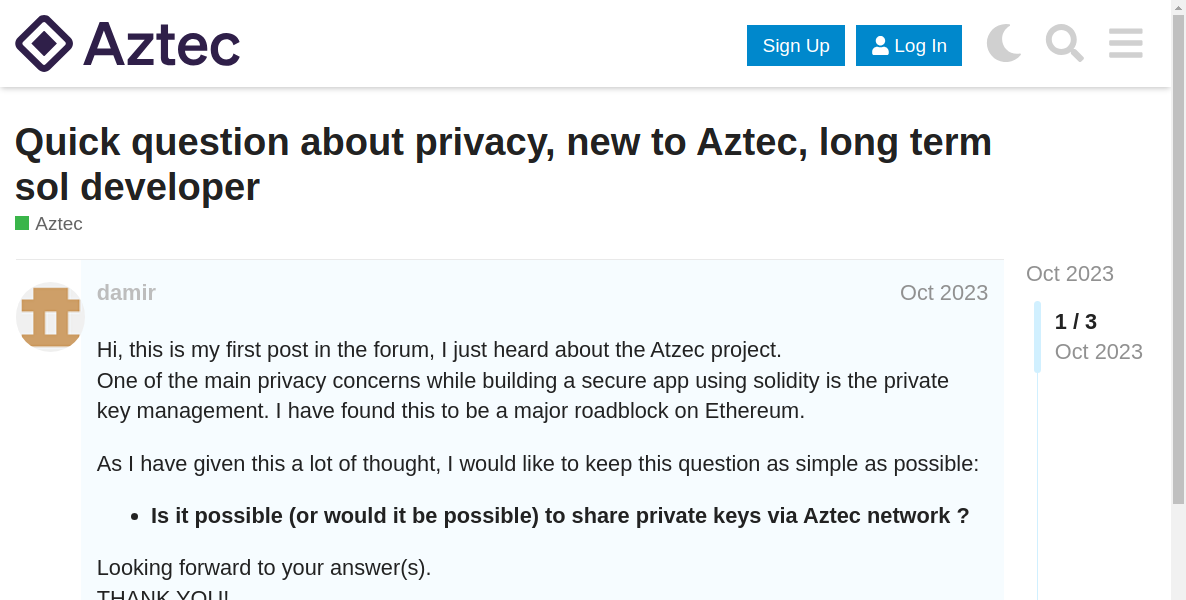 Aztec
Sign Up
Log In
Quick question about privacy, new to Aztec, long term
sol developer
Aztec
damir
Oct 2023
Hi, this is my first post in the forum, I just heard about the Atzec project.
One of the main privacy concerns while building a secure app using solidity is the private
key management. I have found this to be a major roadblock on Ethereum.
As I have given this a lot of thought, I would like to keep this question as simple as possible:
• Is it possible (or would it be possible) to share private keys via Aztec network ?
Looking forward to your answer(s).
THANK YOU!
Oct 2023
1 / 3
Oct 2023